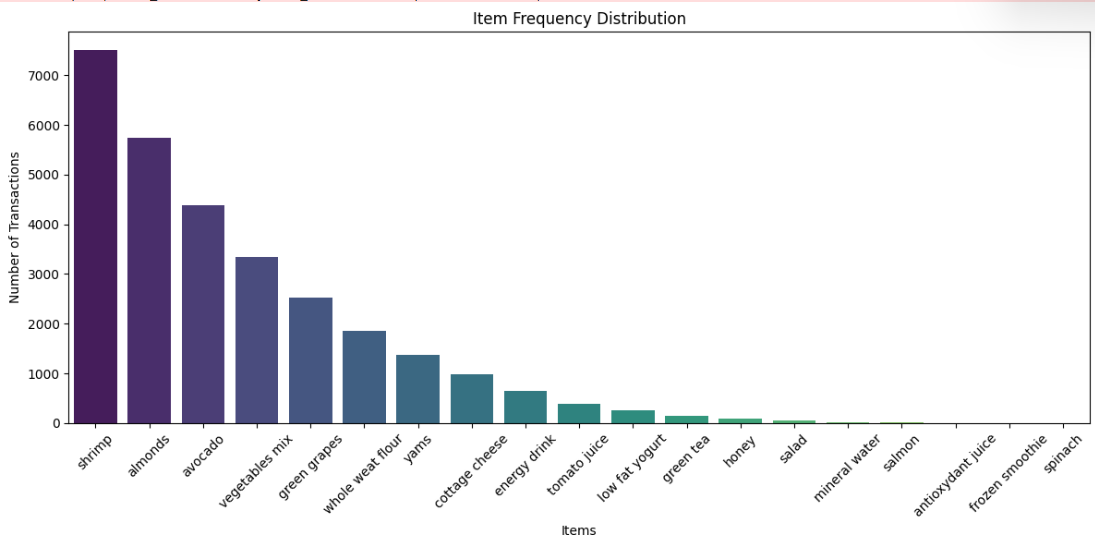 Item Frequency Distribution
Number of Transactions
7000
6000
5000
4000
3000
2000
1000
0
shrimp
almonds
avocado
vegetables mix
green grapes
whole weat flour
yams
cottage cheese
energy drink
tomato juice
low fat yogurt
green tea
honey
salad
mineral water
salmon
antioxydant juice
frozen smoothie
spinach
Items